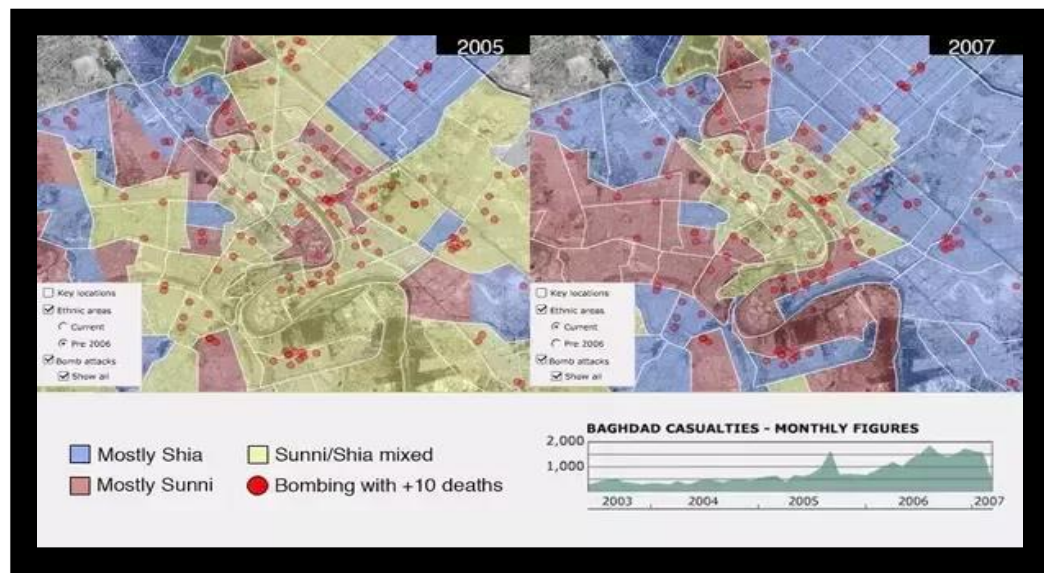 2005
2007
Key locations
Ethnic areas
Current
Pre 2006
Bomb attacks
Show all
Key locations
Ethnic areas
Current
Pre 2006
Bomb attacks
Show all
Mostly Shia
Sunni/Shia mixed
Mostly Sunni
Bombing with +10 deaths
BAGHDAD CASUALTIES - MONTHLY FIGURES
2,000
1,000
2003 2004 2005 2006 2007